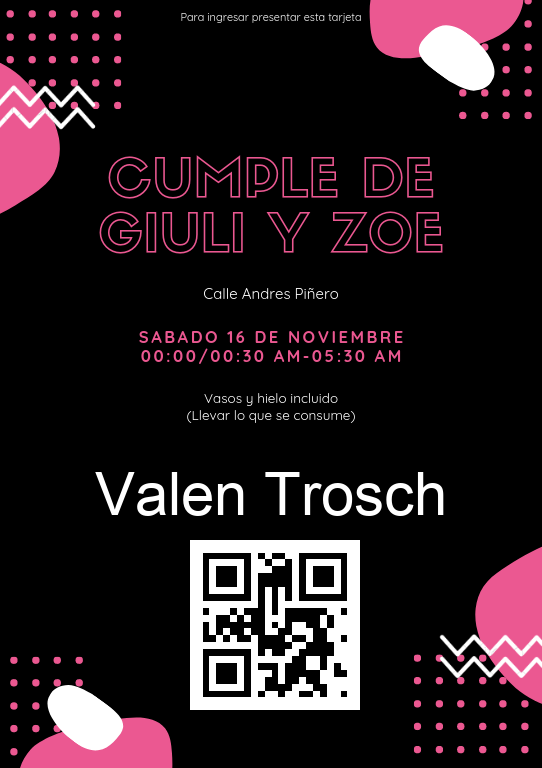 Para ingresar presentar esta tarjeta
CUMPLE DE
GIULI Y ZOE
Calle Andres Piñero
SABADO 16 DE NOVIEMBRE
00:00/00:30 AM-05:30 AM
Vasos y hielo incluido
(Llevar lo que se consume)
Valen Trosch